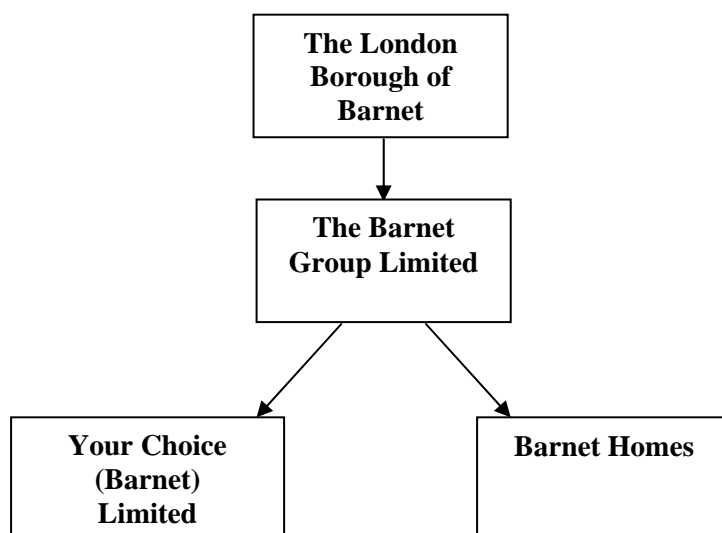 The London
Borough of
Barnet
The Barnet
Group Limited
Your Choice
(Barnet)
Limited
Barnet Homes